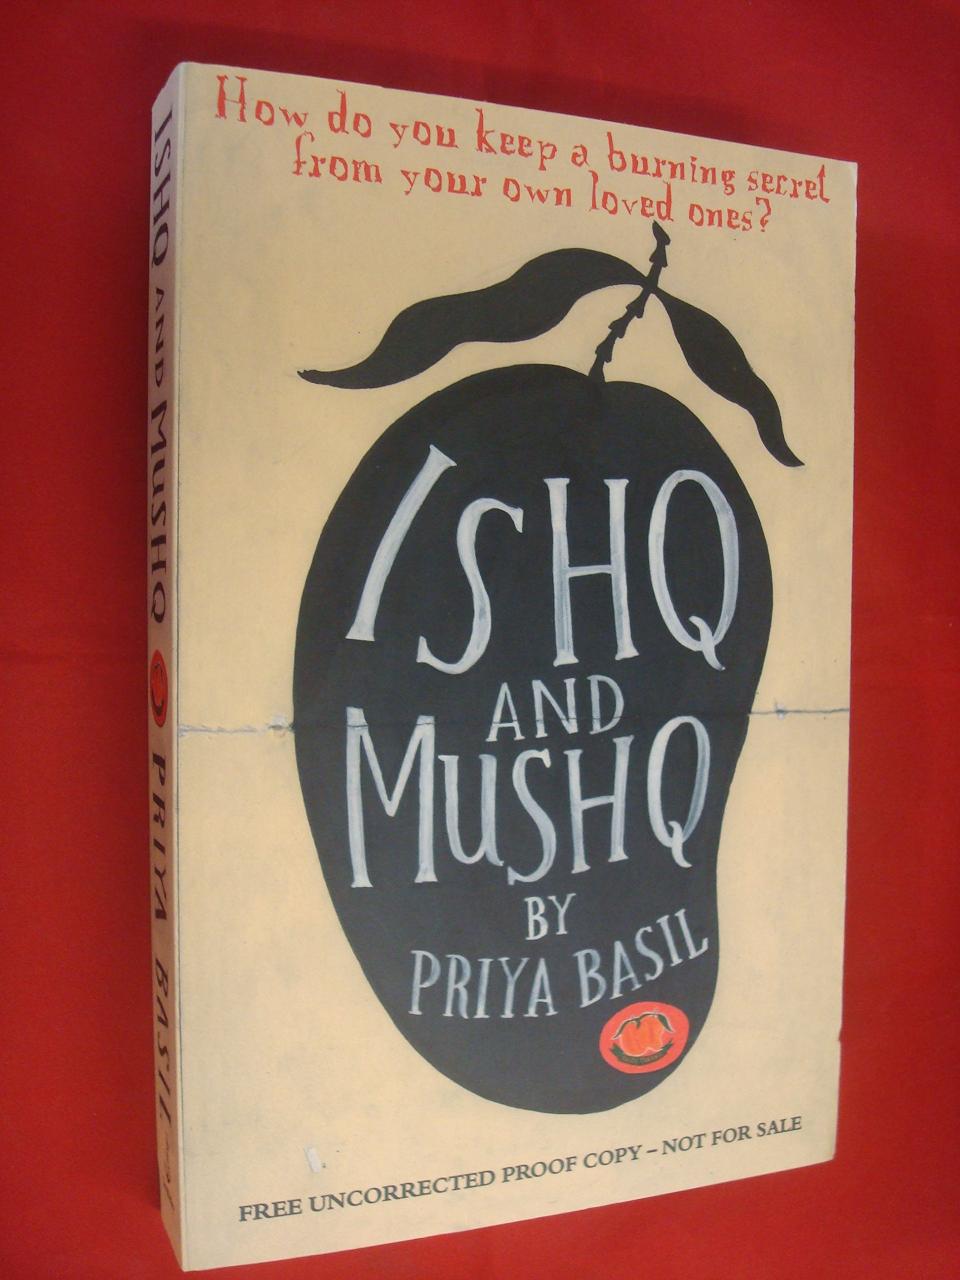 How do you keep a burning secret
from your own loved ones?
ISHQ
AND
MUSHQ
BY
PRIYA BASIL
FREE UNCORRECTED PROOF COPY – NOT FOR SALE
ISHQ AND MUSHQ PRIYA BASIL